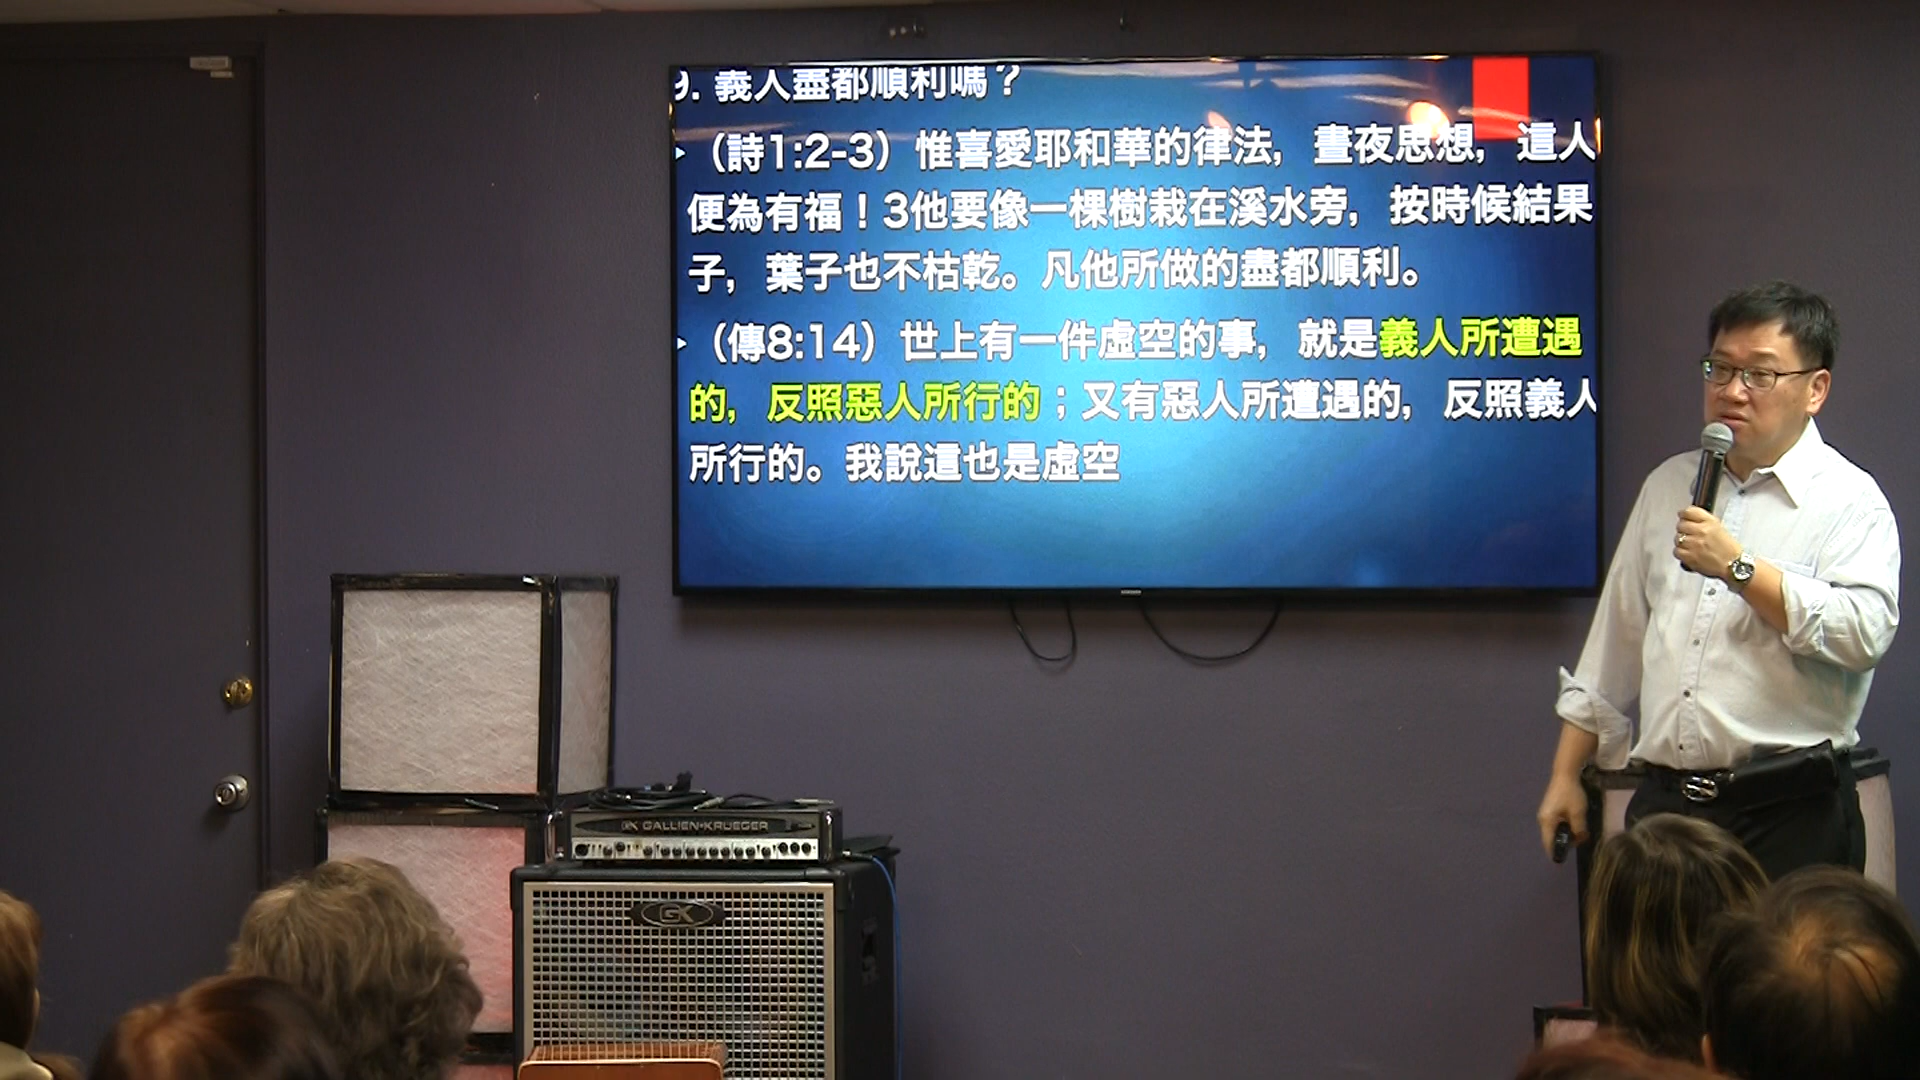 9. 義人盡都順利嗎？
（詩1:2-3）惟喜愛耶和華的律法，晝夜思想，這人
便為有福！3他要像一棵樹栽在溪水旁，按時候結果
子，葉子也不枯乾。凡他所做的盡都順利。
（傳8:14）世上有一件虛空的事，就是義人所遭遇
的，反照惡人所行的；又有惡人所遭遇的，反照義人
所行的。我說這也是虛空
GK GALLIEN-KRUEGER
GK